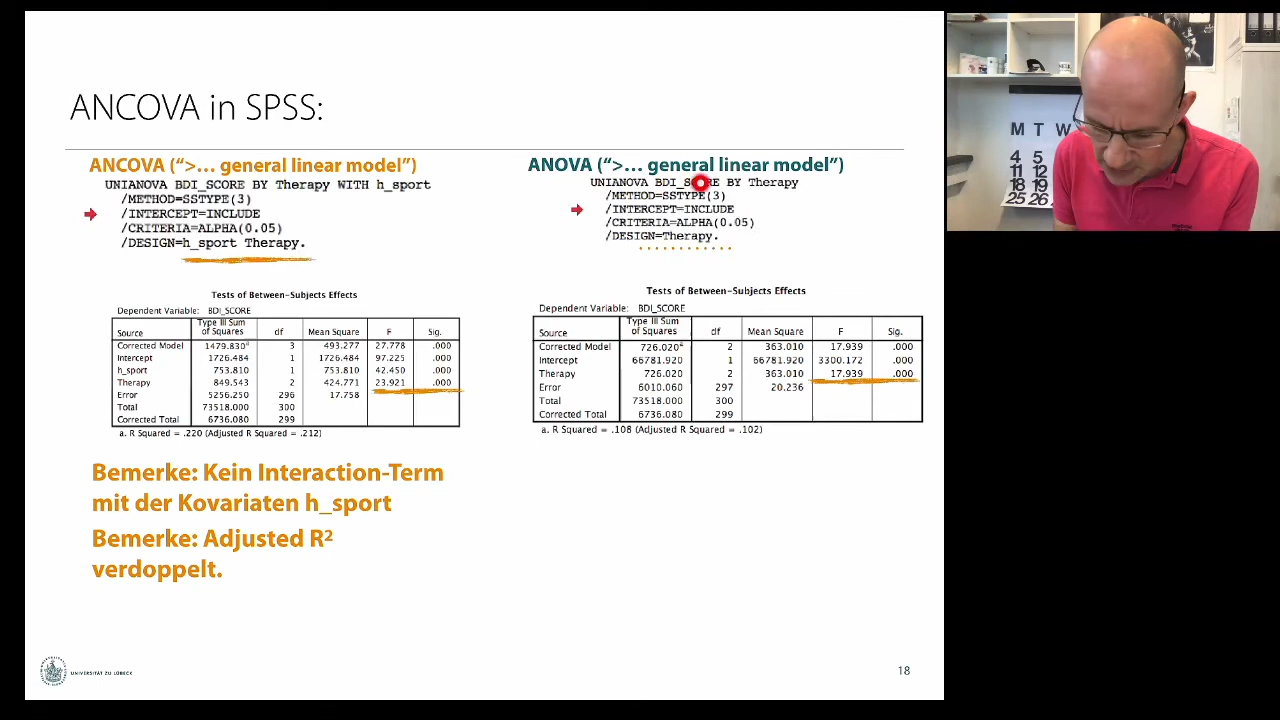 ANCOVA in SPSS:
ANCOVA (“>… general linear model”)
UNIANOVA BDI_SCORE BY Therapy WITH h_sport
/METHOD=SSTYPE(3)
/INTERCEPT=INCLUDE
/CRITERIA=ALPHA(0.05)
/DESIGN=h_sport Therapy.
Tests of Between-Subjects Effects
Dependent Variable: BDI_SCORE
Source Type III Sum of Squares df Mean Square F Sig.
Corrected Model 1479.830a 3 493.277 27.778 .000
Intercept 1726.484 1 1726.484 97.225 .000
h_sport 753.810 1 753.810 42.450 .000
Therapy 849.543 2 424.771 23.921 .000
Error 5256.250 296 17.758
Total 73518.000 300
Corrected Total 6736.080 299
a. R Squared = .220 (Adjusted R Squared = .212)
Bemerke: Kein Interaction-Term
mit der Kovariaten h_sport
Bemerke: Adjusted R²
verdoppelt.
ANOVA (“>… general linear model”)
UNIANOVA BDI_SCORE BY Therapy
/METHOD=SSTYPE(3)
/INTERCEPT=INCLUDE
/CRITERIA=ALPHA(0.05)
/DESIGN=Therapy.
Tests of Between-Subjects Effects
Dependent Variable: BDI_SCORE
Source Type III Sum of Squares df Mean Square F Sig.
Corrected Model 726.020a 2 363.010 17.939 .000
Intercept 66781.920 1 66781.920 3300.172 .000
Therapy 726.020 2 363.010 17.939 .000
Error 6010.060 297 20.236
Total 73518.000 300
Corrected Total 6736.080 299
a. R Squared = .108 (Adjusted R Squared = .102)
UNIVERSITÄT ZU LÜBECK
18
M T W
4 5
11 12
18 19
25